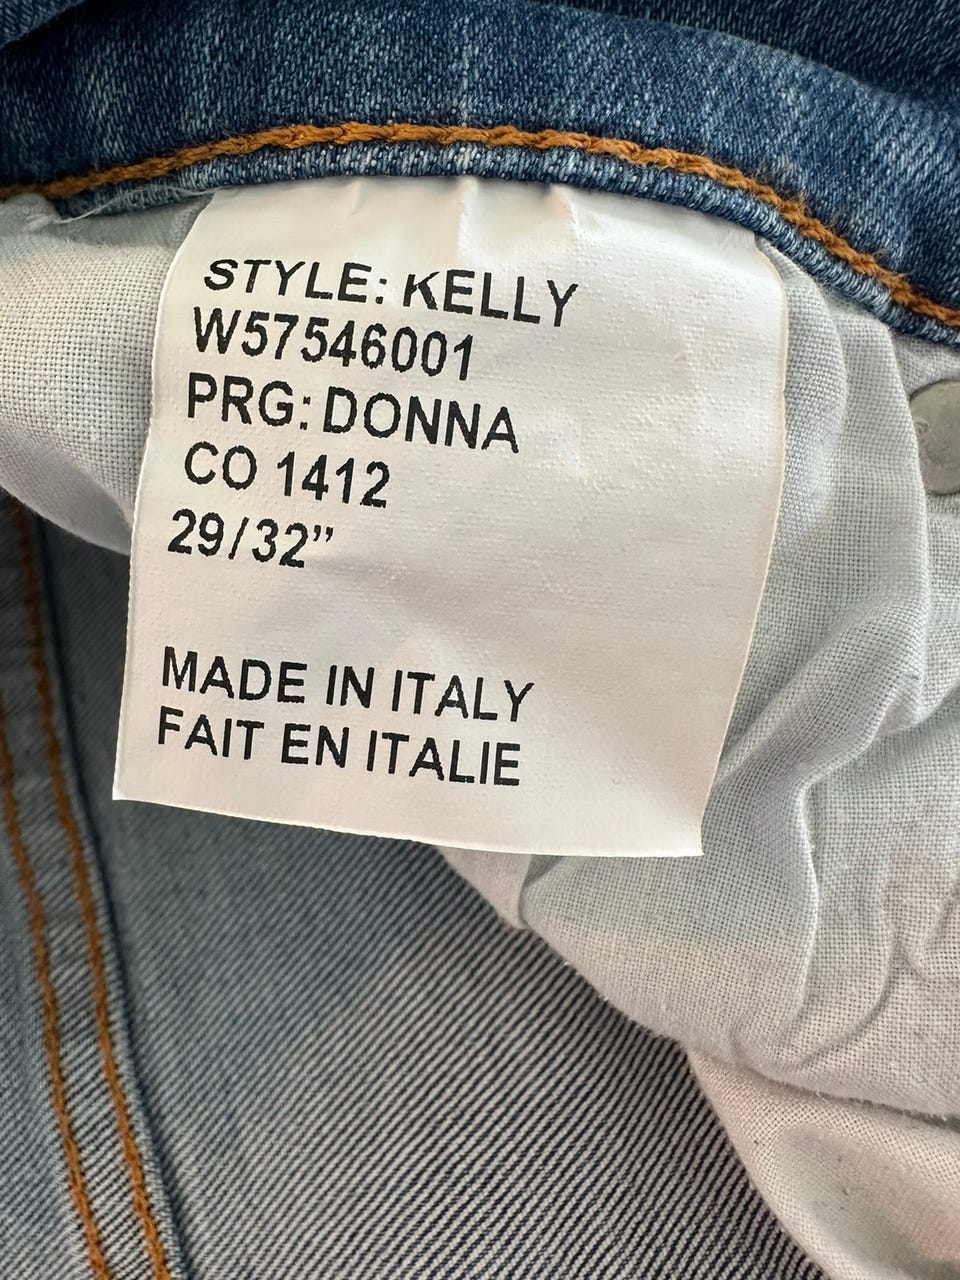 STYLE: KELLY
W57546001
PRG: DONNA
CO 1412
29/32”
MADE IN ITALY
FAIT EN ITALIE